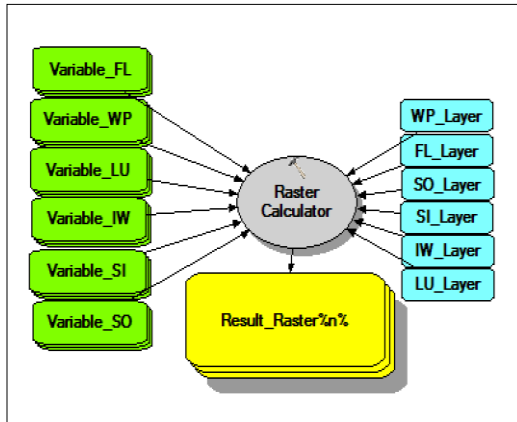 Variable_FL
Variable_WP
Variable_LU
Variable_IW
Variable_SI
Variable_SO
Raster
Calculator
Result_Raster%n%
WP_Layer
FL_Layer
SO_Layer
SI_Layer
IW_Layer
LU_Layer